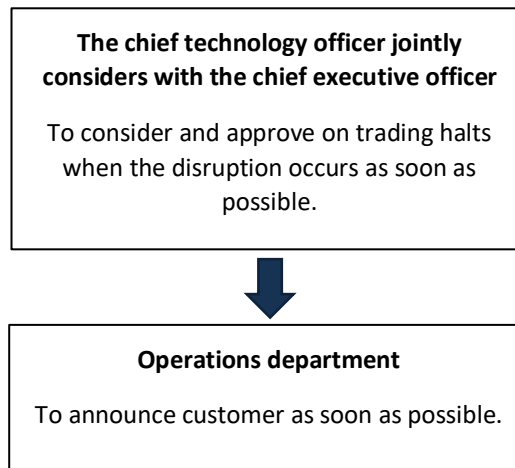 The chief technology officer jointly
considers with the chief executive officer
To consider and approve on trading halts
when the disruption occurs as soon as
possible.
Operations department
To announce customer as soon as possible.